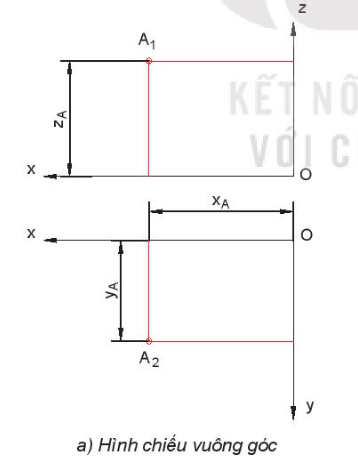 z
A1
KẾT NỐ
zA
VỚI C
x
O
xA
x
O
yA
A2
y
a) Hình chiếu vuông góc